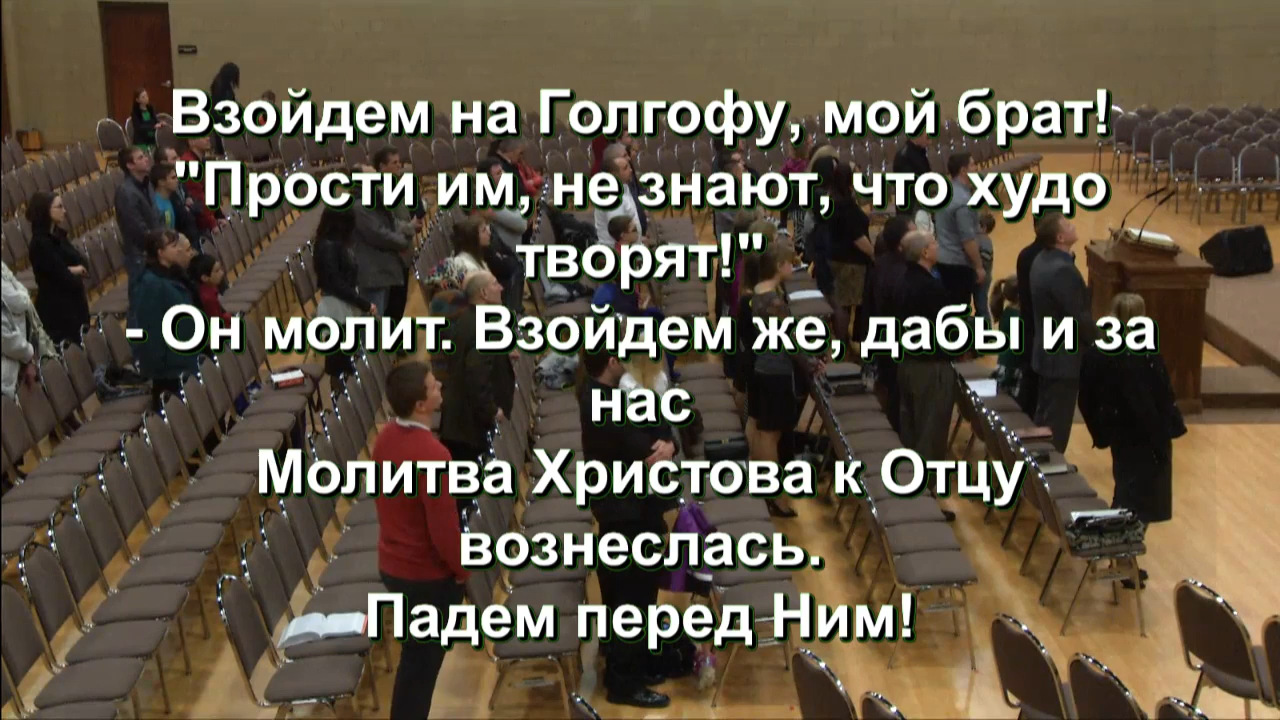 Взойдем на Голгофу, мой брат!
"Прости им, не знают, что худо
творят!"
- Он молит. Взойдем же, дабы и за
нас
Молитва Христова к Отцу
вознеслась.
Падем перед Ним!